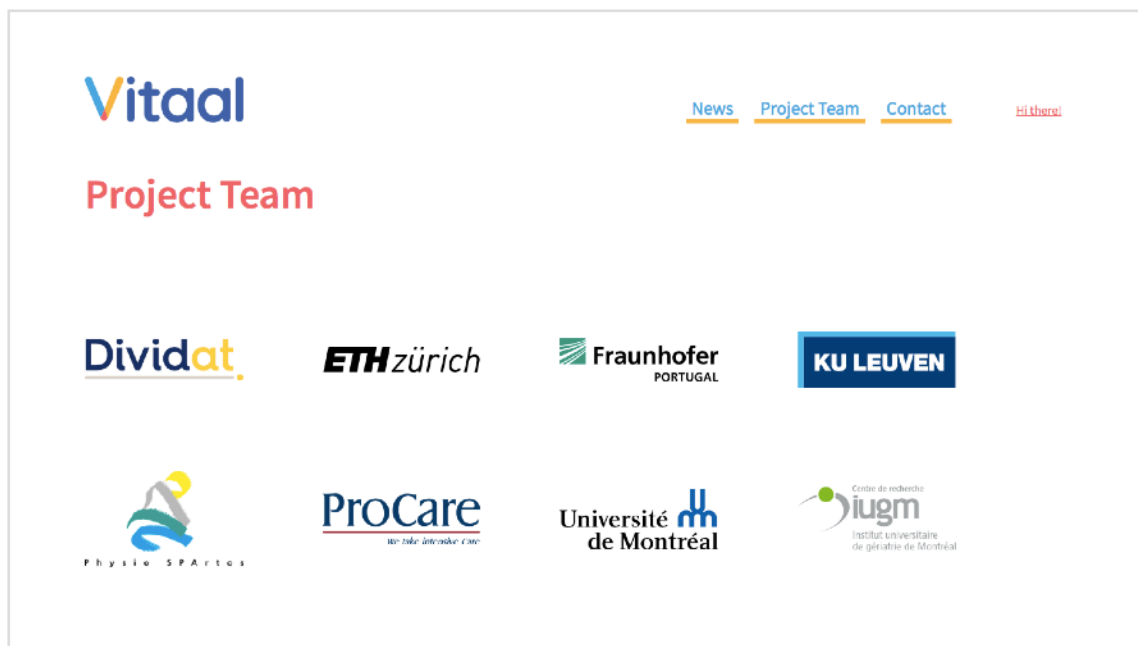 Vitaal
News Project Team Contact Hi there!
Project Team
Dividat
ETH zürich
Fraunhofer
PORTUGAL
KU LEUVEN
Physio SPArtos
ProCare
We take intensive Care
Université
de Montréal
Centre de recherche
iugm
Institut universitaire
de gériatrie de Montréal